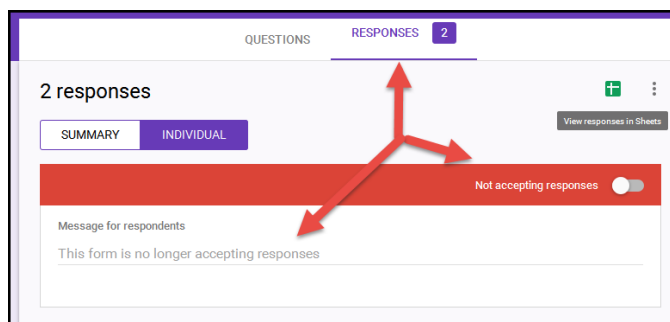 QUESTIONS RESPONSES 2
2 responses
View responses in Sheets
SUMMARY INDIVIDUAL
Not accepting responses
Message for respondents
This form is no longer accepting responses